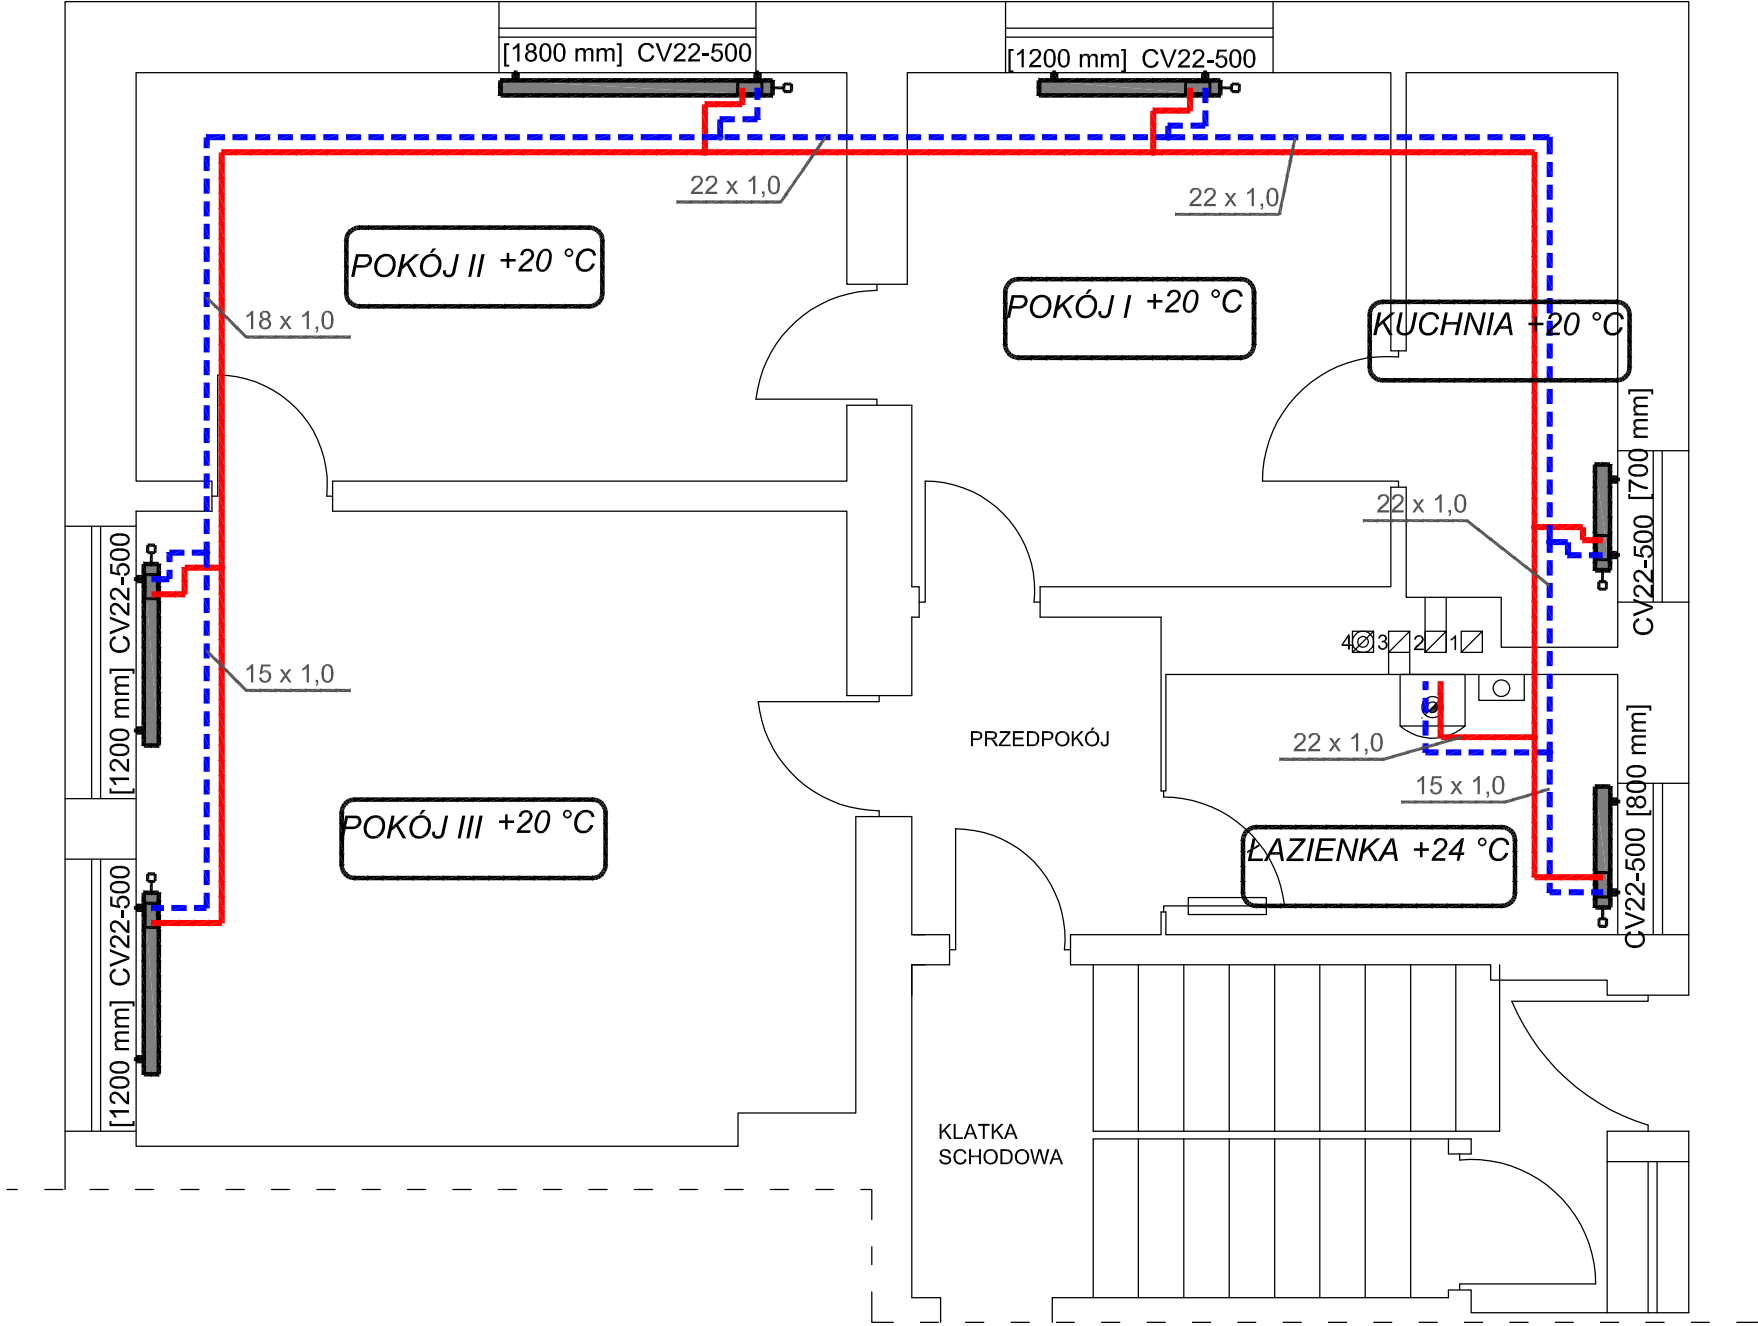 [1800 mm] CV22-500
[1200 mm] CV22-500
22 x 1,0
22 x 1,0
POKÓJ II +20 °C
POKÓJ I +20 °C
KUCHNIA +20 °C
18 x 1,0
CV22-500 [700 mm]
22 x 1,0
[1200 mm] CV22-500
4 3 2 1
15 x 1,0
PRZEDPOKÓJ
22 x 1,0
15 x 1,0
CV22-500 [800 mm]
POKÓJ III +20 °C
ŁAZIENKA +24 °C
[1200 mm] CV22-500
KLATKA
SCHODOWA